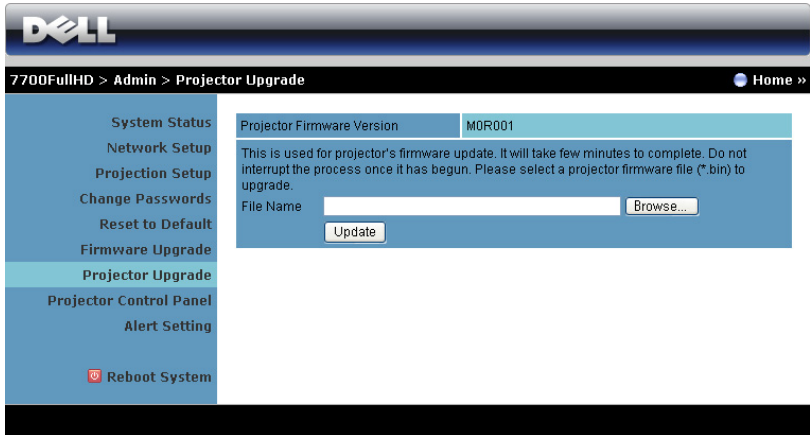 DELL
7700FullHD > Admin > Projector Upgrade
Home »
System Status
Network Setup
Projection Setup
Change Passwords
Reset to Default
Firmware Upgrade
Projector Upgrade
Projector Control Panel
Alert Setting
Reboot System
Projector Firmware Version M0R001
This is used for projector's firmware update. It will take few minutes to complete. Do not
interrupt the process once it has begun. Please select a projector firmware file (*.bin) to
upgrade.
File Name Browse...
Update